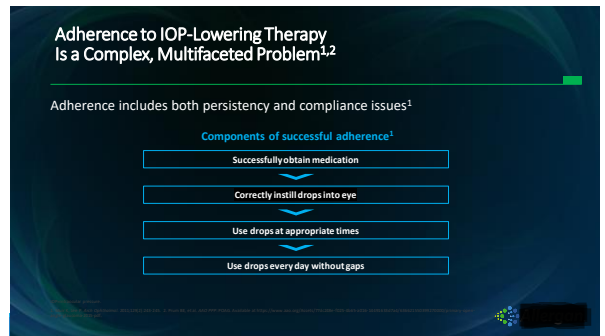 Adherence to IOP-Lowering Therapy
Is a Complex, Multifaceted Problem1,2
Adherence includes both persistency and compliance issues1
Components of successful adherence1
Successfully obtain medication
Correctly instill drops into eye
Use drops at appropriate times
Use drops every day without gaps